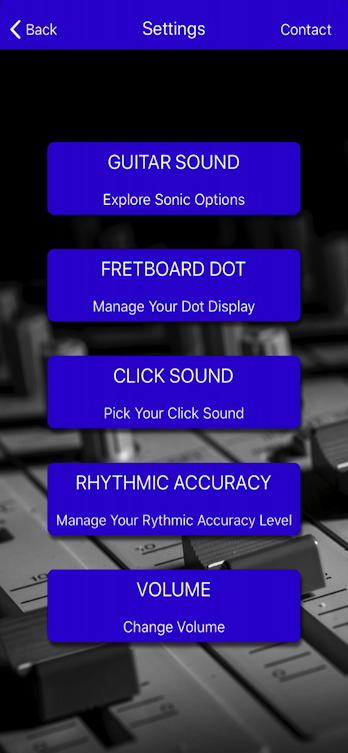 Back Settings Contact
GUITAR SOUND
Explore Sonic Options
FRETBOARD DOT
Manage Your Dot Display
CLICK SOUND
Pick Your Click Sound
RHYTHMIC ACCURACY
Manage Your Rythmic Accuracy Level
VOLUME
Change Volume